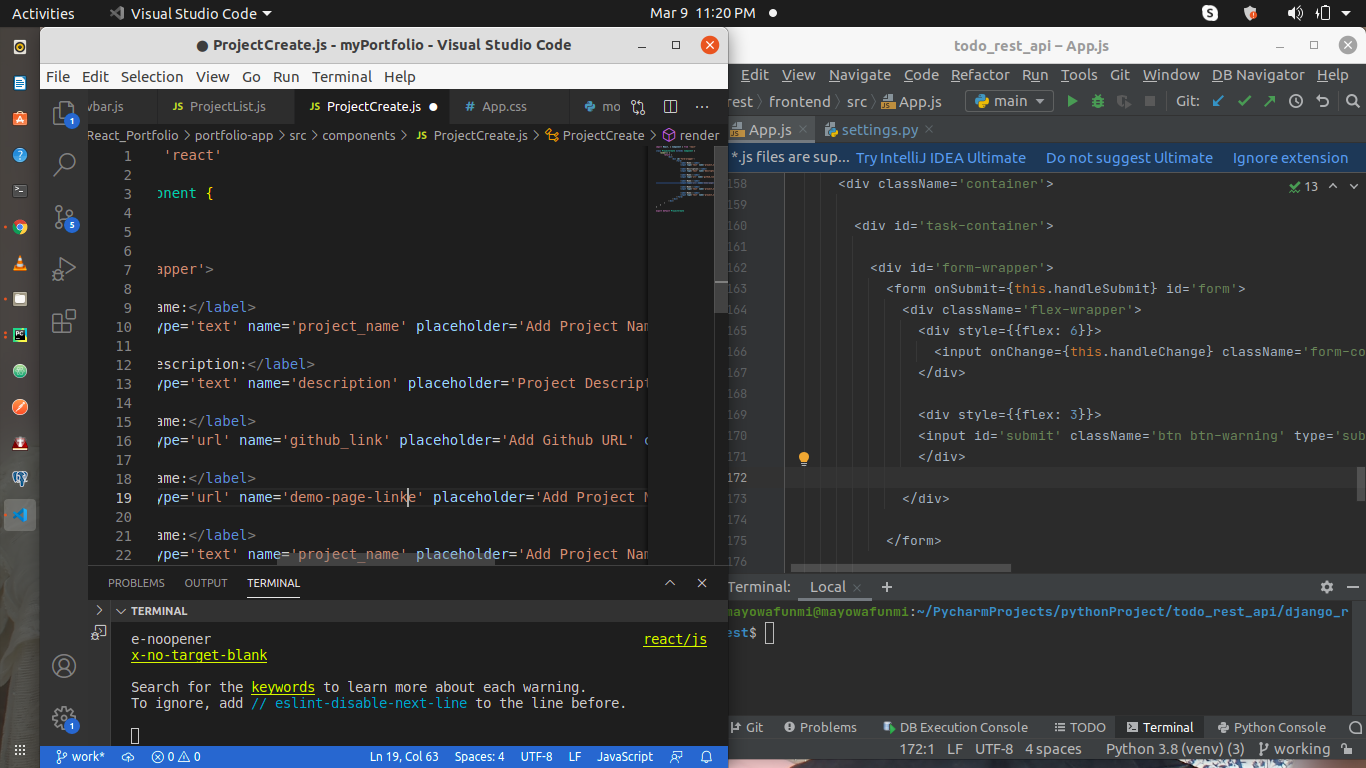 Activities
Visual Studio Code
Mar 9 11:20 PM
ProjectCreate.js - myPortfolio - Visual Studio Code
File Edit Selection View Go Run Terminal Help
vbar.js
JS ProjectList.js
JS ProjectCreate.js
# App.css
mo
React_Portfolio > portfolio-app > src > components > JS ProjectCreate.js > ProjectCreate > render
1 'react'
2
3 onent {
4
5
6
7 apper'>
8
9 ame:</label>
10 ype='text' name='project_name' placeholder='Add Project Nam
11
12 escription:</label>
13 ype='text' name='description' placeholder='Project Descript
14
15 ame:</label>
16 ype='url' name='github_link' placeholder='Add Github URL' c
17
18 ame:</label>
19 ype='url' name='demo-page-linke' placeholder='Add Project N
20
21 ame:</label>
22 ype='text' name='project_name' placeholder='Add Project Nam
PROBLEMS OUTPUT TERMINAL
TERMINAL
e-noopener react/js
x-no-target-blank
Search for the keywords to learn more about each warning.
To ignore, add // eslint-disable-next-line to the line before.
1
5
1
work* 0 0 Ln 19, Col 63 Spaces: 4 UTF-8 LF JavaScript
todo_rest_api – App.js
Edit View Navigate Code Refactor Run Tools Git Window DB Navigator Help
rest > frontend > src > App.js main Git:
App.js settings.py
*.js files are sup... Try IntelliJ IDEA Ultimate Do not suggest Ultimate Ignore extension
13
158 <div className='container'>
159
160 <div id='task-container'>
161
162 <div id='form-wrapper'>
163 <form onSubmit={this.handleSubmit} id='form'>
164 <div className='flex-wrapper'>
165 <div style={{flex: 6}}>
166 <input onChange={this.handleChange} className='form-co
167 </div>
168
169 <div style={{flex: 3}}>
170 <input id='submit' className='btn btn-warning' type='sub
171 </div>
172
173 </div>
174
175 </form>
176
Terminal: Local
mayowafunmi@mayowafunmi:~/PycharmProjects/pythonProject/todo_rest_api/django_r
est$
Git Problems DB Execution Console TODO Terminal Python Console
172:1 LF UTF-8 4 spaces Python 3.8 (venv) (3) working